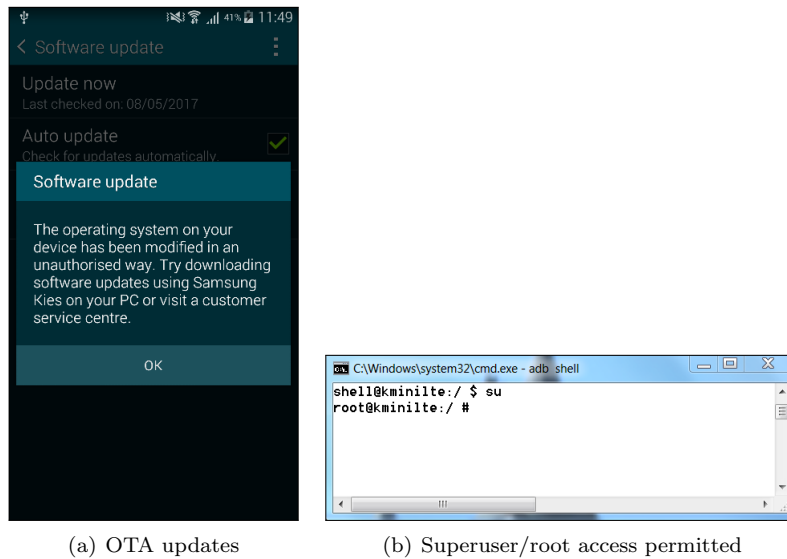 41% 11:49
Software update
Update now
Last checked on: 08/05/2017
Auto update
Check for updates automatically.
Software update
The operating system on your
device has been modified in an
unauthorised way. Try downloading
software updates using Samsung
Kies on your PC or visit a customer
service centre.
OK
C:\Windows\system32\cmd.exe - adb shell
shell@kminilte:/ $ su
root@kminilte:/ #
(a) OTA updates
(b) Superuser/root access permitted